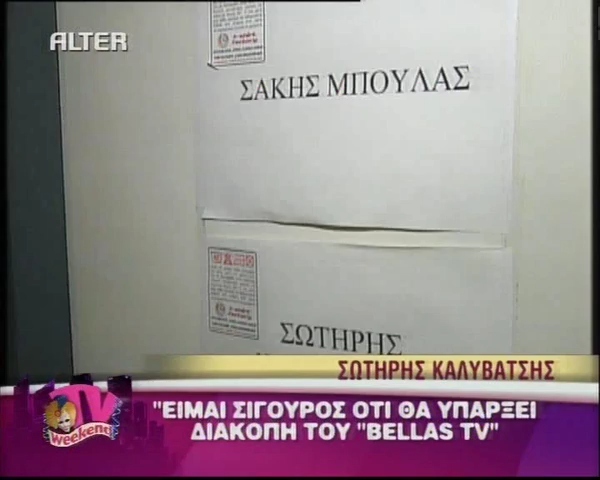 ALTER
ΣΑΚΗΣ ΜΠΟΥΛΑΣ
ΣΩΤΗΡΗΣ
ΣΩΤΗΡΗΣ ΚΑΛΥΒΑΤΣΗΣ
TV
weekend
"ΕΙΜΑΙ ΣΙΓΟΥΡΟΣ ΟΤΙ ΘΑ ΥΠΑΡΞΕΙ
ΔΙΑΚΟΠΗ ΤΟΥ "BELLAS TV"